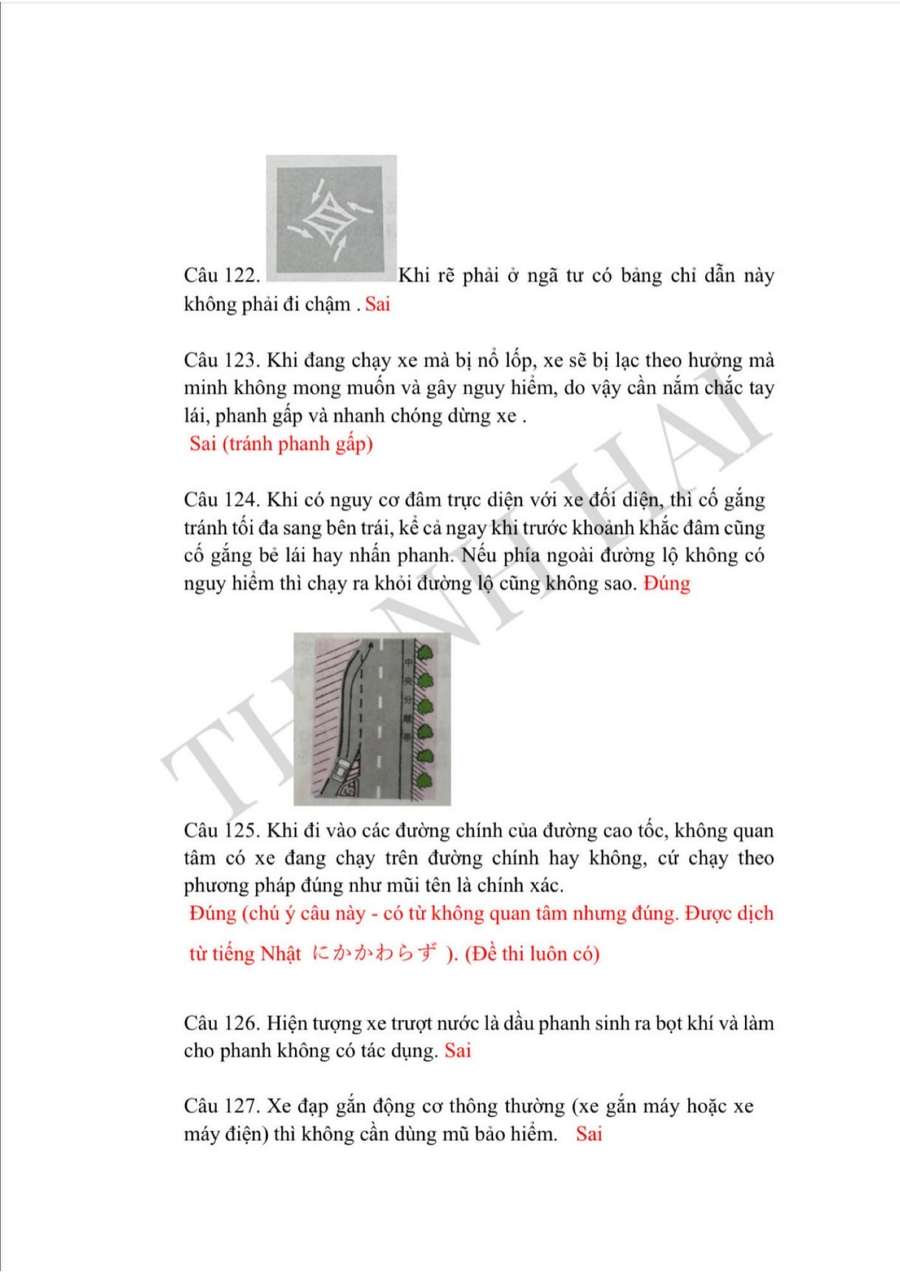 Câu 122. Khi rẽ phải ở ngã tư có bảng chỉ dẫn này
không phải đi chậm . Sai
Câu 123. Khi đang chạy xe mà bị nổ lốp, xe sẽ bị lạc theo hưởng mà
minh không mong muốn và gây nguy hiểm, do vậy cần nắm chắc tay
lái, phanh gấp và nhanh chóng dừng xe .
Sai (tránh phanh gấp)
Câu 124. Khi có nguy cơ đâm trực diện với xe đối diện, thì cố gắng
tránh tối đa sang bên trái, kể cả ngay khi trước khoảnh khắc đâm cũng
cố gắng bẻ lái hay nhấn phanh. Nếu phía ngoài đường lộ không có
nguy hiểm thì chạy ra khỏi đường lộ cũng không sao. Đúng
中央分離帯
Câu 125. Khi đi vào các đường chính của đường cao tốc, không quan
tâm có xe đang chạy trên đường chính hay không, cứ chạy theo
phương pháp đúng như mũi tên là chính xác.
Đúng (chú ý câu này - có từ không quan tâm nhưng đúng. Được dịch
từ tiếng Nhật にかかわらず ). (Đề thi luôn có)
Câu 126. Hiện tượng xe trượt nước là dầu phanh sinh ra bọt khí và làm
cho phanh không có tác dụng. Sai
Câu 127. Xe đạp gắn động cơ thông thường (xe gắn máy hoặc xe
máy điện) thì không cần dùng mũ bảo hiểm. Sai
THANH HAI